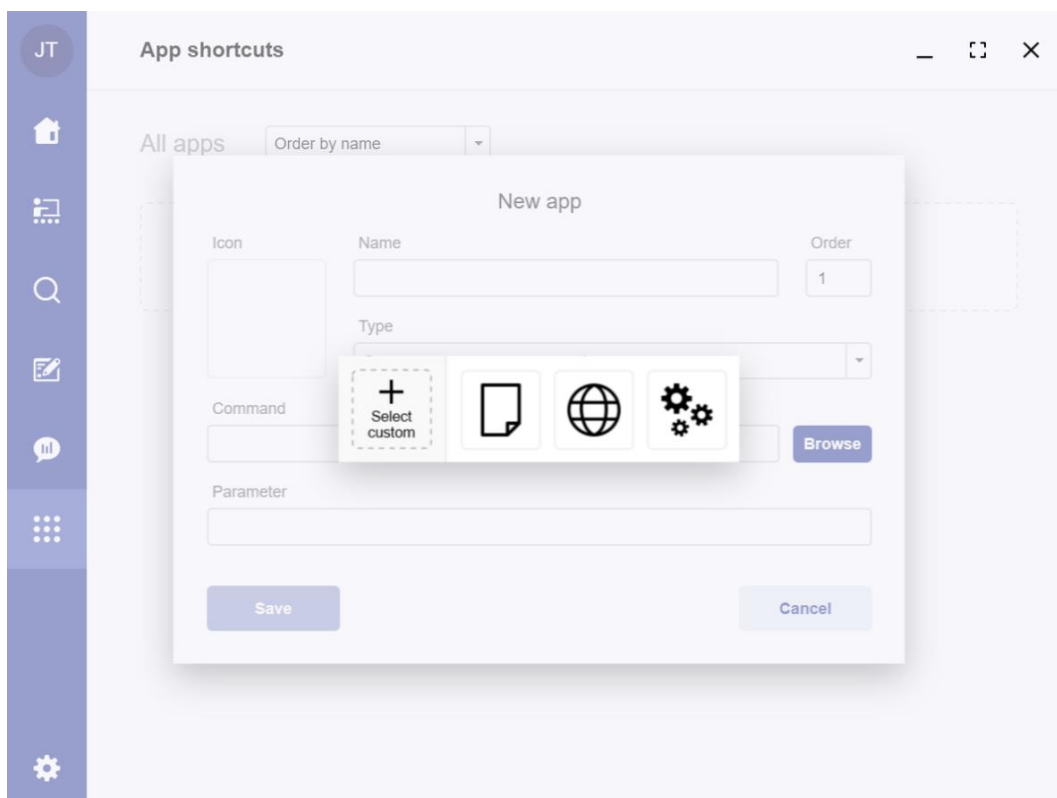 JT
App shortcuts
All apps
Order by name
New app
Icon
Name
Order
1
Type
Select
custom
Command
Browse
Parameter
Save
Cancel